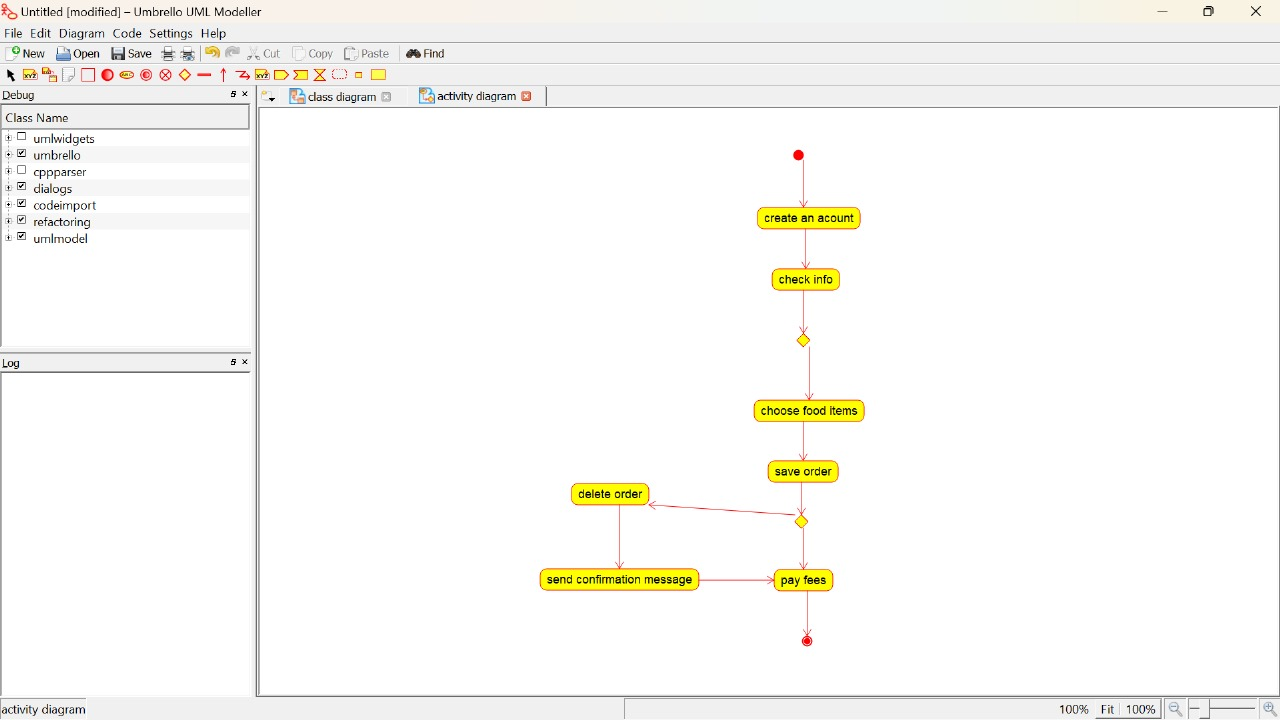 Untitled [modified] – Umbrello UML Modeller
File Edit Diagram Code Settings Help
New Open Save Cut Copy Paste Find
Debug
class diagram activity diagram
Class Name
umlwidgets
umbrello
cppparser
dialogs
codeimport
refactoring
umlmodel
Log
create an acount
check info
choose food items
save order
delete order
send confirmation message pay fees
activity diagram 100% Fit 100%